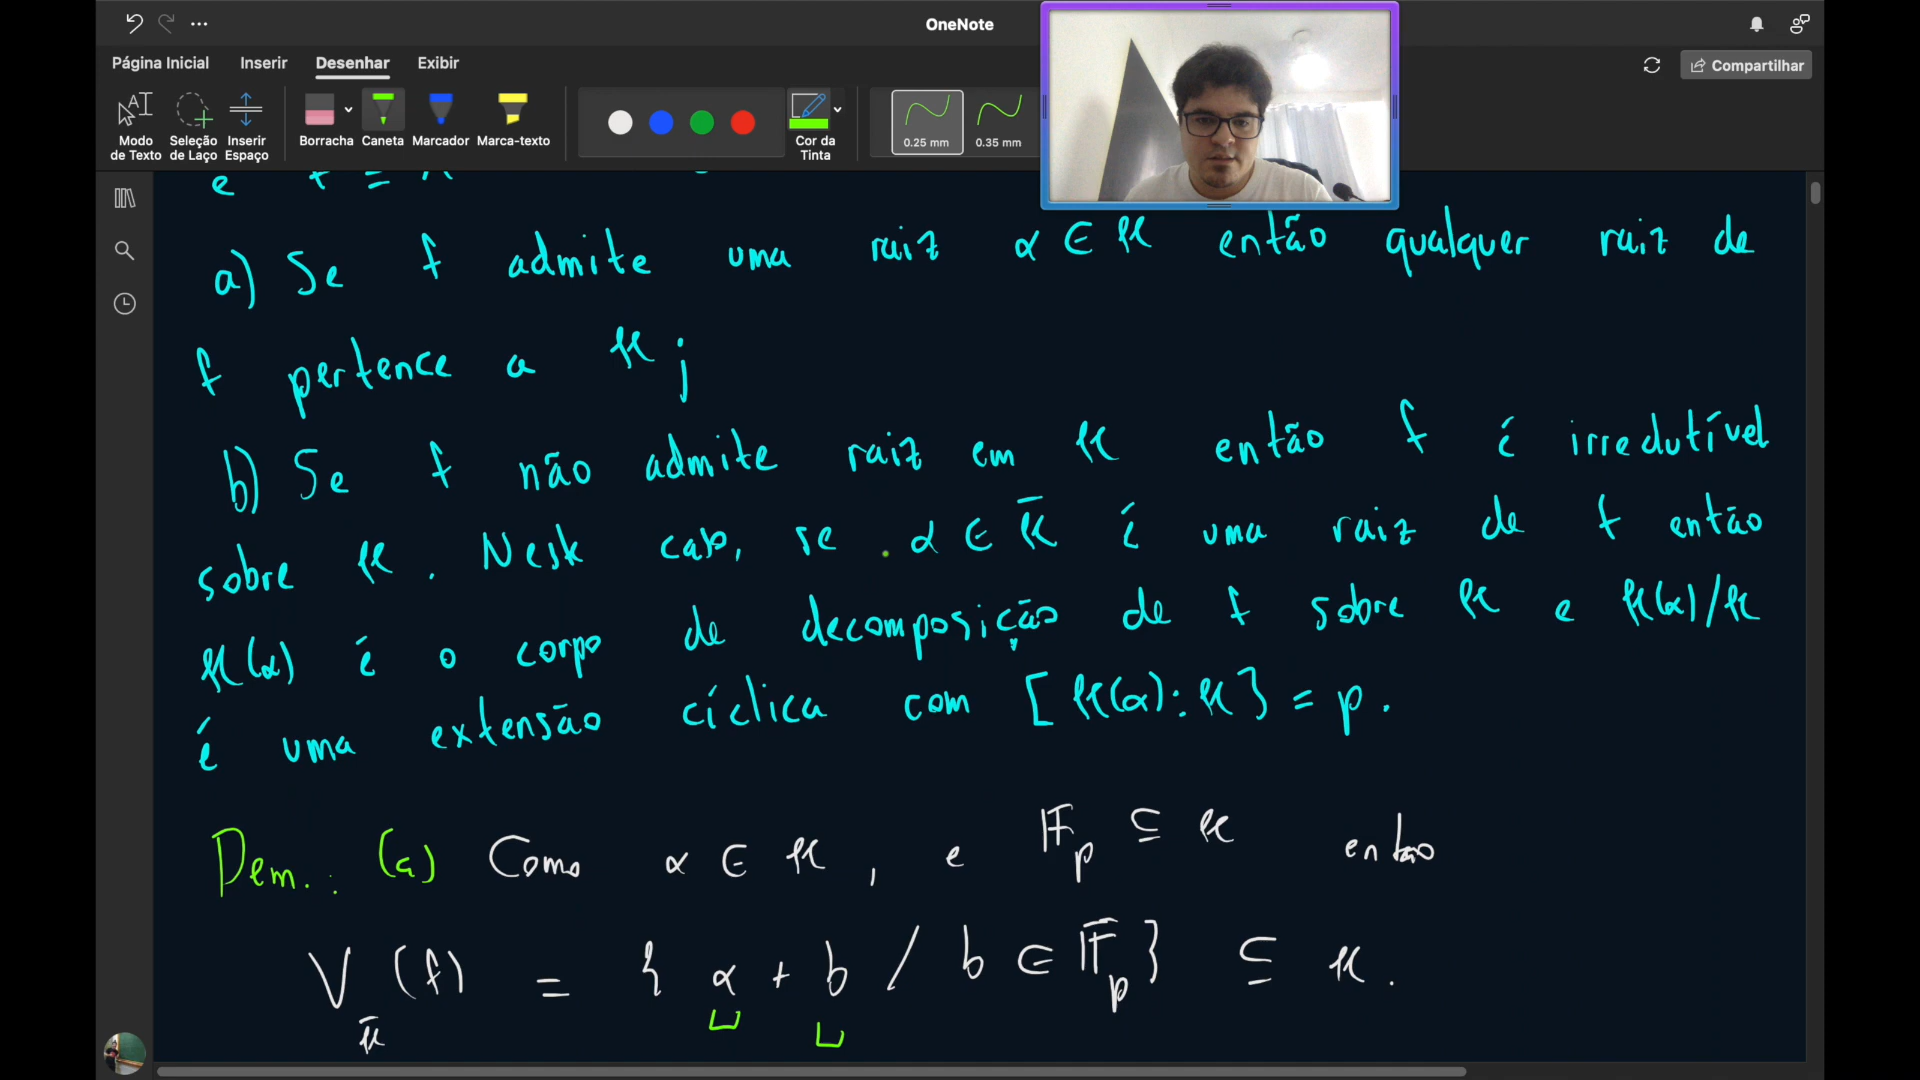 OneNote
Página Inicial Inserir Desenhar Exibir
Compartilhar
Modo de Texto
Seleção de Laço
Inserir Espaço
Borracha
Caneta
Marcador
Marca-texto
Cor da Tinta
0.25 mm
0.35 mm
a) Se f admite uma raiz α ∈ K então qualquer raiz de
f pertence a K ;
b) Se f não admite raiz em K então f é irredutível
sobre K . Neste caso, se α ∈ K̄ é uma raiz de f então
K(α) é o corpo de decomposição de f sobre K e K(α)/K
é uma extensão cíclica com [K(α):K] = p.
Dem.: (a) Como α ∈ K , e 𝔽p ⊆ K então
V_K̄ (f) = { α + b / b ∈ 𝔽p } ⊆ K .